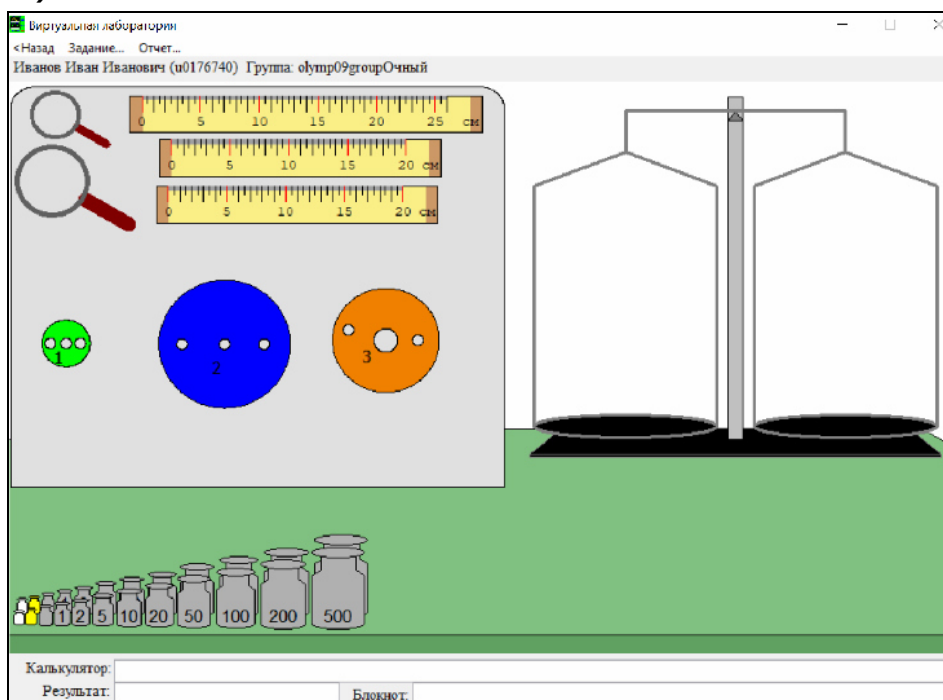 Виртуальная лаборатория
<Назад Задание... Отчет...
Иванов Иван Иванович (u0176740) Группа: olymp09groupОчный
0 5 10 15 20 25 см
0 5 10 15 20 см
0 5 10 15 20 см
1
2
3
1 2 5 10 20 50 100 200 500
Калькулятор:
Результат: Блокнот: